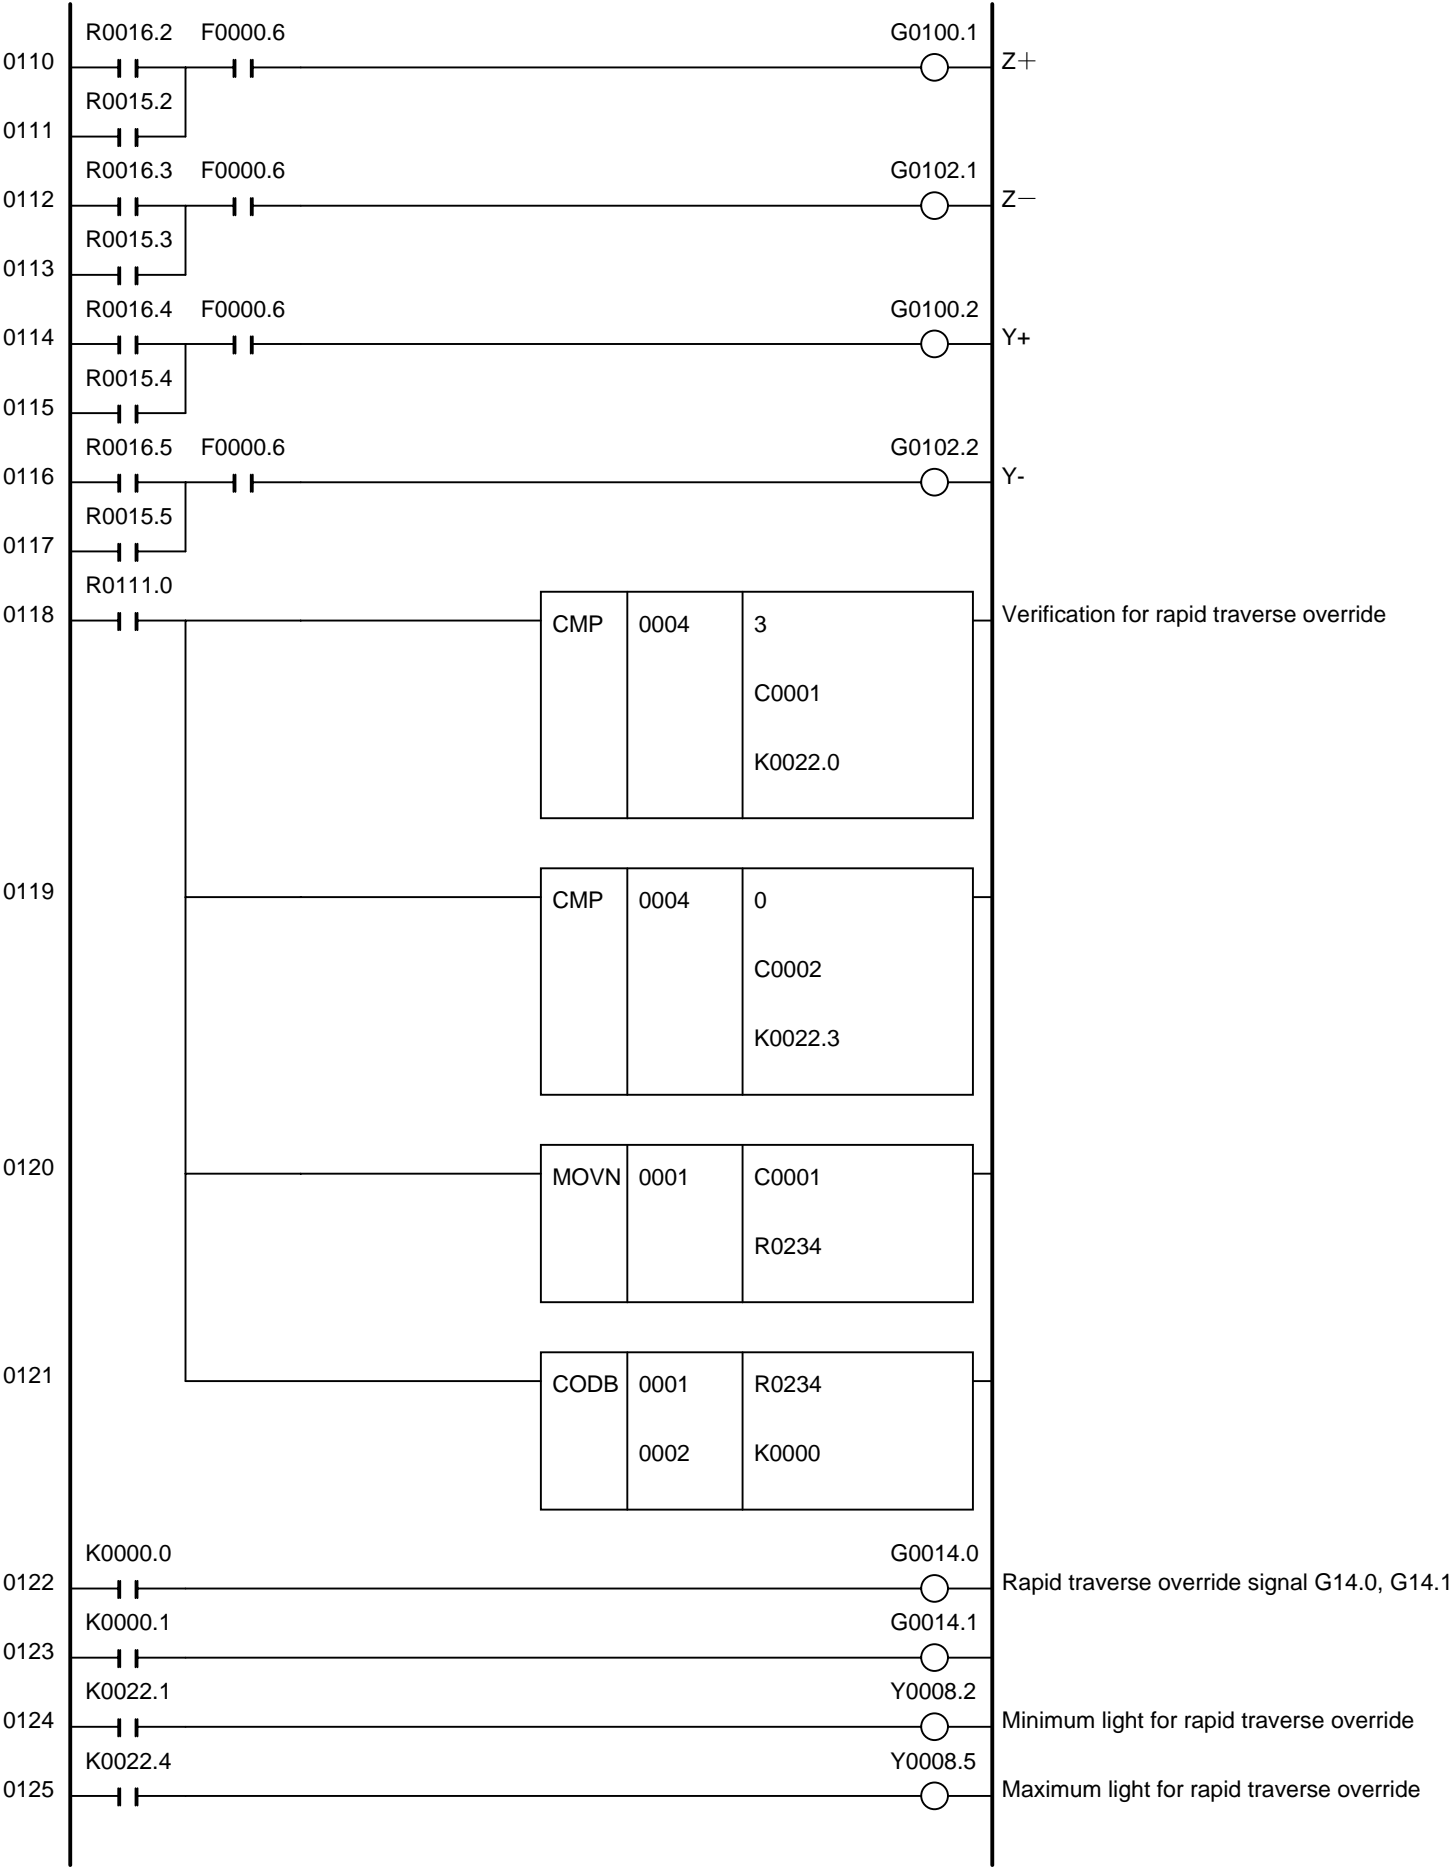 R0016.2 F0000.6 G0100.1
0110 Z+
R0015.2
0111
R0016.3 F0000.6 G0102.1
0112 Z−
R0015.3
0113
R0016.4 F0000.6 G0100.2
0114 Y+
R0015.4
0115
R0016.5 F0000.6 G0102.2
0116 Y-
R0015.5
0117
R0111.0
0118 CMP 0004 3 Verification for rapid traverse override
C0001
K0022.0
0119 CMP 0004 0
C0002
K0022.3
0120 MOVN 0001 C0001
R0234
0121 CODB 0001 R0234
0002 K0000
K0000.0 G0014.0
0122 Rapid traverse override signal G14.0, G14.1
K0000.1 G0014.1
0123
K0022.1 Y0008.2
0124 Minimum light for rapid traverse override
K0022.4 Y0008.5
0125 Maximum light for rapid traverse override